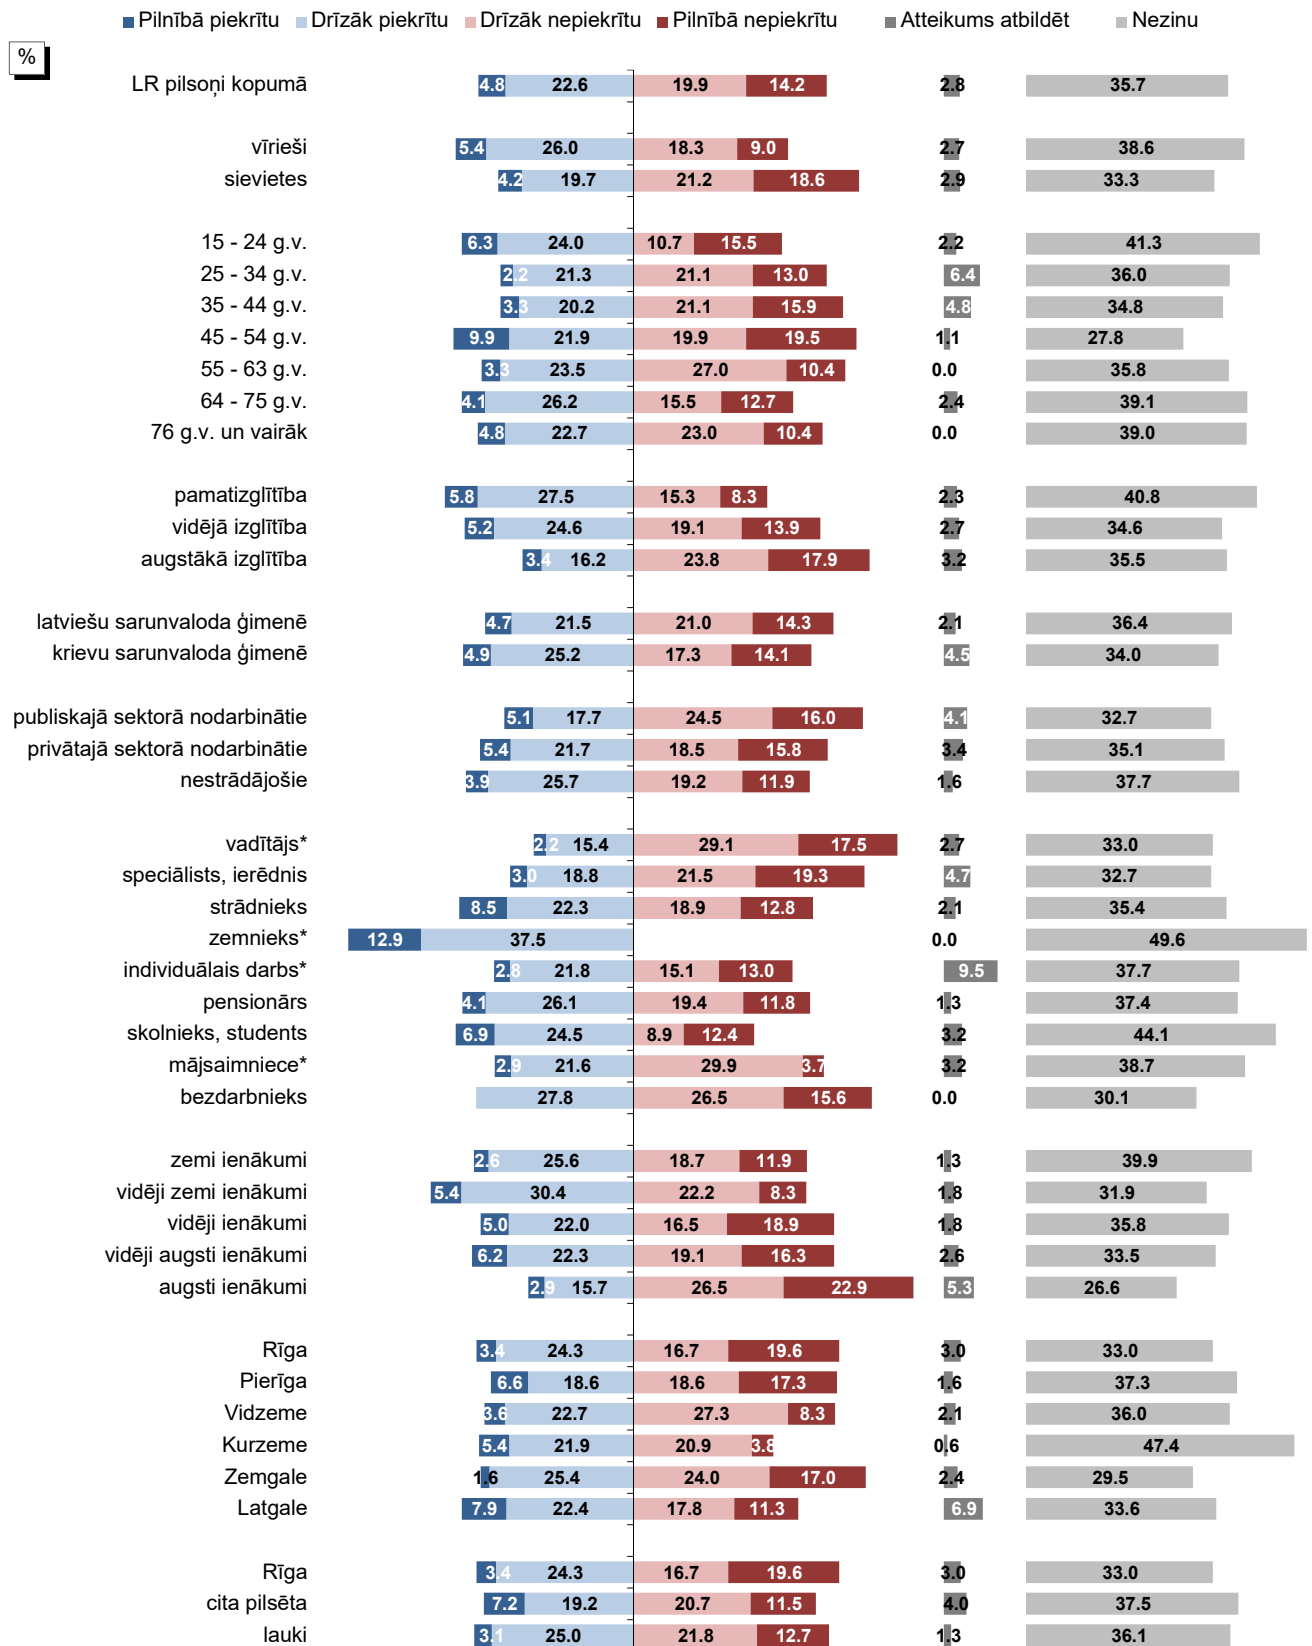 Pilnībā piekrītu Drīzāk piekrītu Drīzāk nepiekrītu Pilnībā nepiekrītu Atteikums atbildēt Nezinu
%
LR pilsoņi kopumā 4.8 22.6 19.9 14.2 2.8 35.7
vīrieši 5.4 26.0 18.3 9.0 2.7 38.6
sievietes 4.2 19.7 21.2 18.6 2.9 33.3
15 - 24 g.v. 6.3 24.0 10.7 15.5 2.2 41.3
25 - 34 g.v. 2.2 21.3 21.1 13.0 6.4 36.0
35 - 44 g.v. 3.3 20.2 21.1 15.9 4.8 34.8
45 - 54 g.v. 9.9 21.9 19.9 19.5 1.1 27.8
55 - 63 g.v. 3.3 23.5 27.0 10.4 0.0 35.8
64 - 75 g.v. 4.1 26.2 15.5 12.7 2.4 39.1
76 g.v. un vairāk 4.8 22.7 23.0 10.4 0.0 39.0
pamatizglītība 5.8 27.5 15.3 8.3 2.3 40.8
vidējā izglītība 5.2 24.6 19.1 13.9 2.7 34.6
augstākā izglītība 3.4 16.2 23.8 17.9 3.2 35.5
latviešu sarunvaloda ģimenē 4.7 21.5 21.0 14.3 2.1 36.4
krievu sarunvaloda ģimenē 4.9 25.2 17.3 14.1 4.5 34.0
publiskajā sektorā nodarbinātie 5.1 17.7 24.5 16.0 4.1 32.7
privātajā sektorā nodarbinātie 5.4 21.7 18.5 15.8 3.4 35.1
nestrādājošie 3.9 25.7 19.2 11.9 1.6 37.7
vadītājs* 2.2 15.4 29.1 17.5 2.7 33.0
speciālists, ierēdnis 3.0 18.8 21.5 19.3 4.7 32.7
strādnieks 8.5 22.3 18.9 12.8 2.1 35.4
zemnieks* 12.9 37.5 0.0 49.6
individuālais darbs* 2.8 21.8 15.1 13.0 9.5 37.7
pensionārs 4.1 26.1 19.4 11.8 1.3 37.4
skolnieks, students 6.9 24.5 8.9 12.4 3.2 44.1
mājsaimniece* 2.9 21.6 29.9 3.7 3.2 38.7
bezdarbnieks 27.8 26.5 15.6 0.0 30.1
zemi ienākumi 2.6 25.6 18.7 11.9 1.3 39.9
vidēji zemi ienākumi 5.4 30.4 22.2 8.3 1.8 31.9
vidēji ienākumi 5.0 22.0 16.5 18.9 1.8 35.8
vidēji augsti ienākumi 6.2 22.3 19.1 16.3 2.6 33.5
augsti ienākumi 2.9 15.7 26.5 22.9 5.3 26.6
Rīga 3.4 24.3 16.7 19.6 3.0 33.0
Pierīga 6.6 18.6 18.6 17.3 1.6 37.3
Vidzeme 3.6 22.7 27.3 8.3 2.1 36.0
Kurzeme 5.4 21.9 20.9 3.8 0.6 47.4
Zemgale 1.6 25.4 24.0 17.0 2.4 29.5
Latgale 7.9 22.4 17.8 11.3 6.9 33.6
Rīga 3.4 24.3 16.7 19.6 3.0 33.0
cita pilsēta 7.2 19.2 20.7 11.5 4.0 37.5
lauki 3.1 25.0 21.8 12.7 1.3 36.1